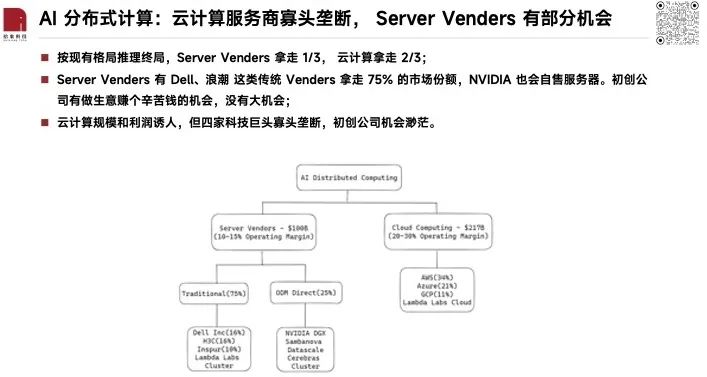 AI 分布式计算：云计算服务商寡头垄断， Server Venders 有部分机会
按现有格局推理终局，Server Venders 拿走 1/3， 云计算拿走 2/3；
Server Venders 有 Dell、浪潮 这类传统 Venders 拿走 75% 的市场份额，NVIDIA 也会自售服务器。初创公
司有做生意赚个辛苦钱的机会，没有大机会；
云计算规模和利润诱人，但四家科技巨头寡头垄断，初创公司机会渺茫。
AI Distributed Computing
Server Vendors - $100B
(10-15% Operating Margin)
Cloud Computing - $217B
(20-30% Operating Margin)
Traditional(75%)
ODM Direct(25%)
AWS(34%)
Azure(21%)
GCP(11%)
Lambda Labs Cloud
Dell Inc(16%)
H3C(16%)
Inspur(10%)
Lambda Labs
Cluster
NVIDIA DGX
Sambanova
Datascale
Cerebras
Cluster